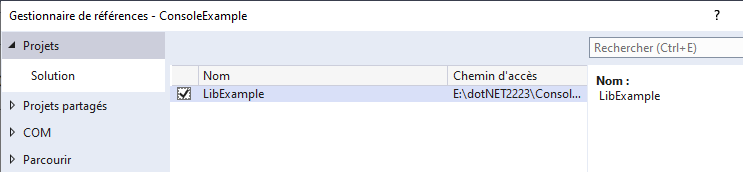 Gestionnaire de références - ConsoleExample ?
Projets
Rechercher (Ctrl+E)
Solution
Nom Chemin d'accès
Nom :
LibExample E:\dotNET2223\Consol...
LibExample
Projets partagés
COM
Parcourir